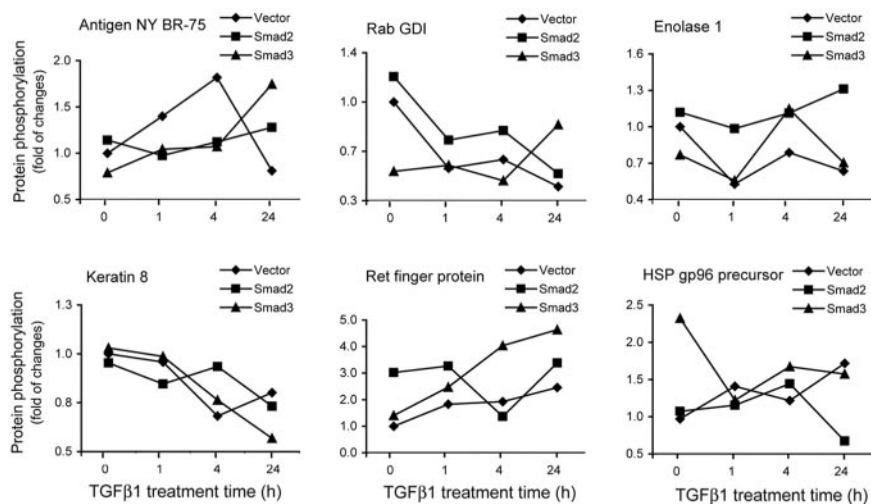 Antigen NY BR-75
Vector
Smad2
Smad3
Protein phosphorylation
(fold of changes)
2.0
1.5
1.0
0.5
0 1 4 24
Rab GDI
Vector
Smad2
Smad3
1.4
1.0
0.7
0.3
0 1 4 24
Enolase 1
Vector
Smad2
Smad3
1.6
1.3
1.0
0.7
0.4
0 1 4 24
Keratin 8
Vector
Smad2
Smad3
Protein phosphorylation
(fold of changes)
1.3
1.0
0.8
0.5
0 1 4 24
TGFβ1 treatment time (h)
Ret finger protein
Vector
Smad2
Smad3
5.0
4.0
3.0
2.0
1.0
0.0
0 1 4 24
TGFβ1 treatment time (h)
HSP gp96 precursor
Vector
Smad2
Smad3
2.5
2.0
1.5
1.0
0.5
0 1 4 24
TGFβ1 treatment time (h)